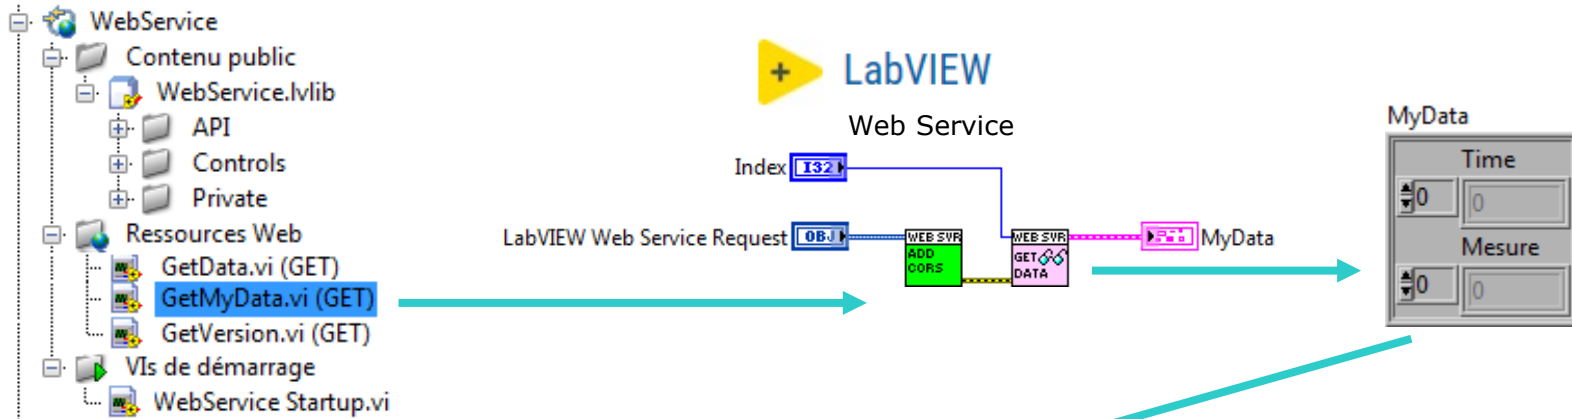 WebService
Contenu public
WebService.lvlib
API
Controls
Private
Ressources Web
GetData.vi (GET)
GetMyData.vi (GET)
GetVersion.vi (GET)
VIs de démarrage
WebService Startup.vi
LabVIEW
Web Service
Index I32
LabVIEW Web Service Request OBJ
WEB SVR
ADD
CORS
WEB SVR
GET
DATA
MyData
MyData
Time
0 0
Mesure
0 0